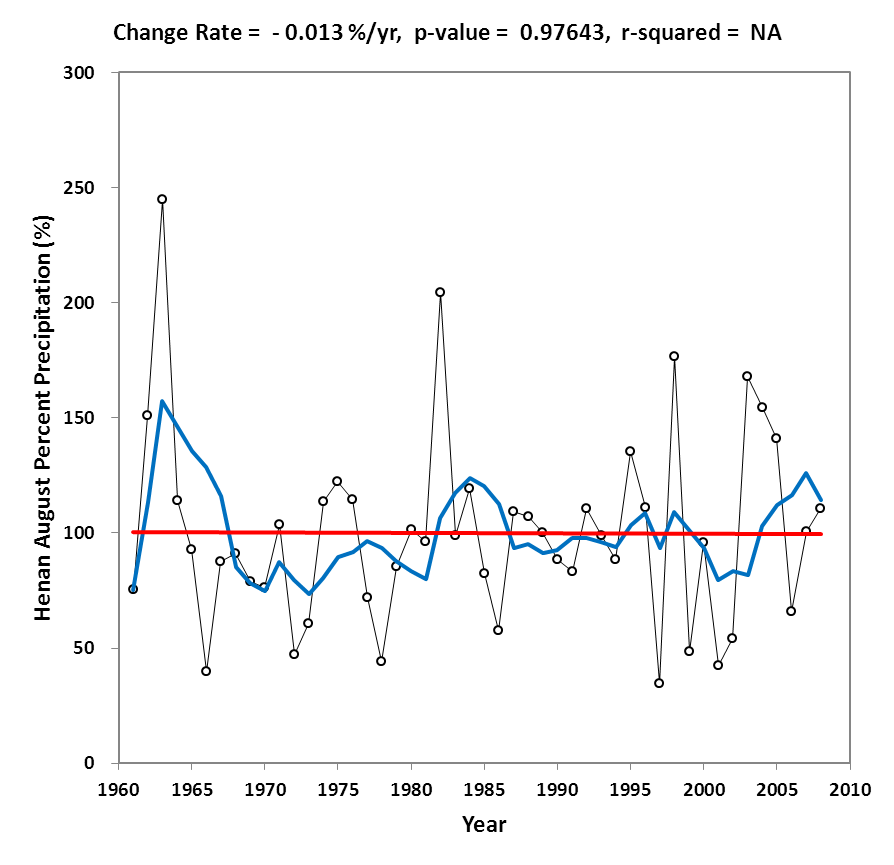 Change Rate = - 0.013 %/yr, p-value = 0.97643, r-squared = NA
300
250
200
150
100
50
0
Henan August Percent Precipitation (%)
1960 1965 1970 1975 1980 1985 1990 1995 2000 2005 2010
Year